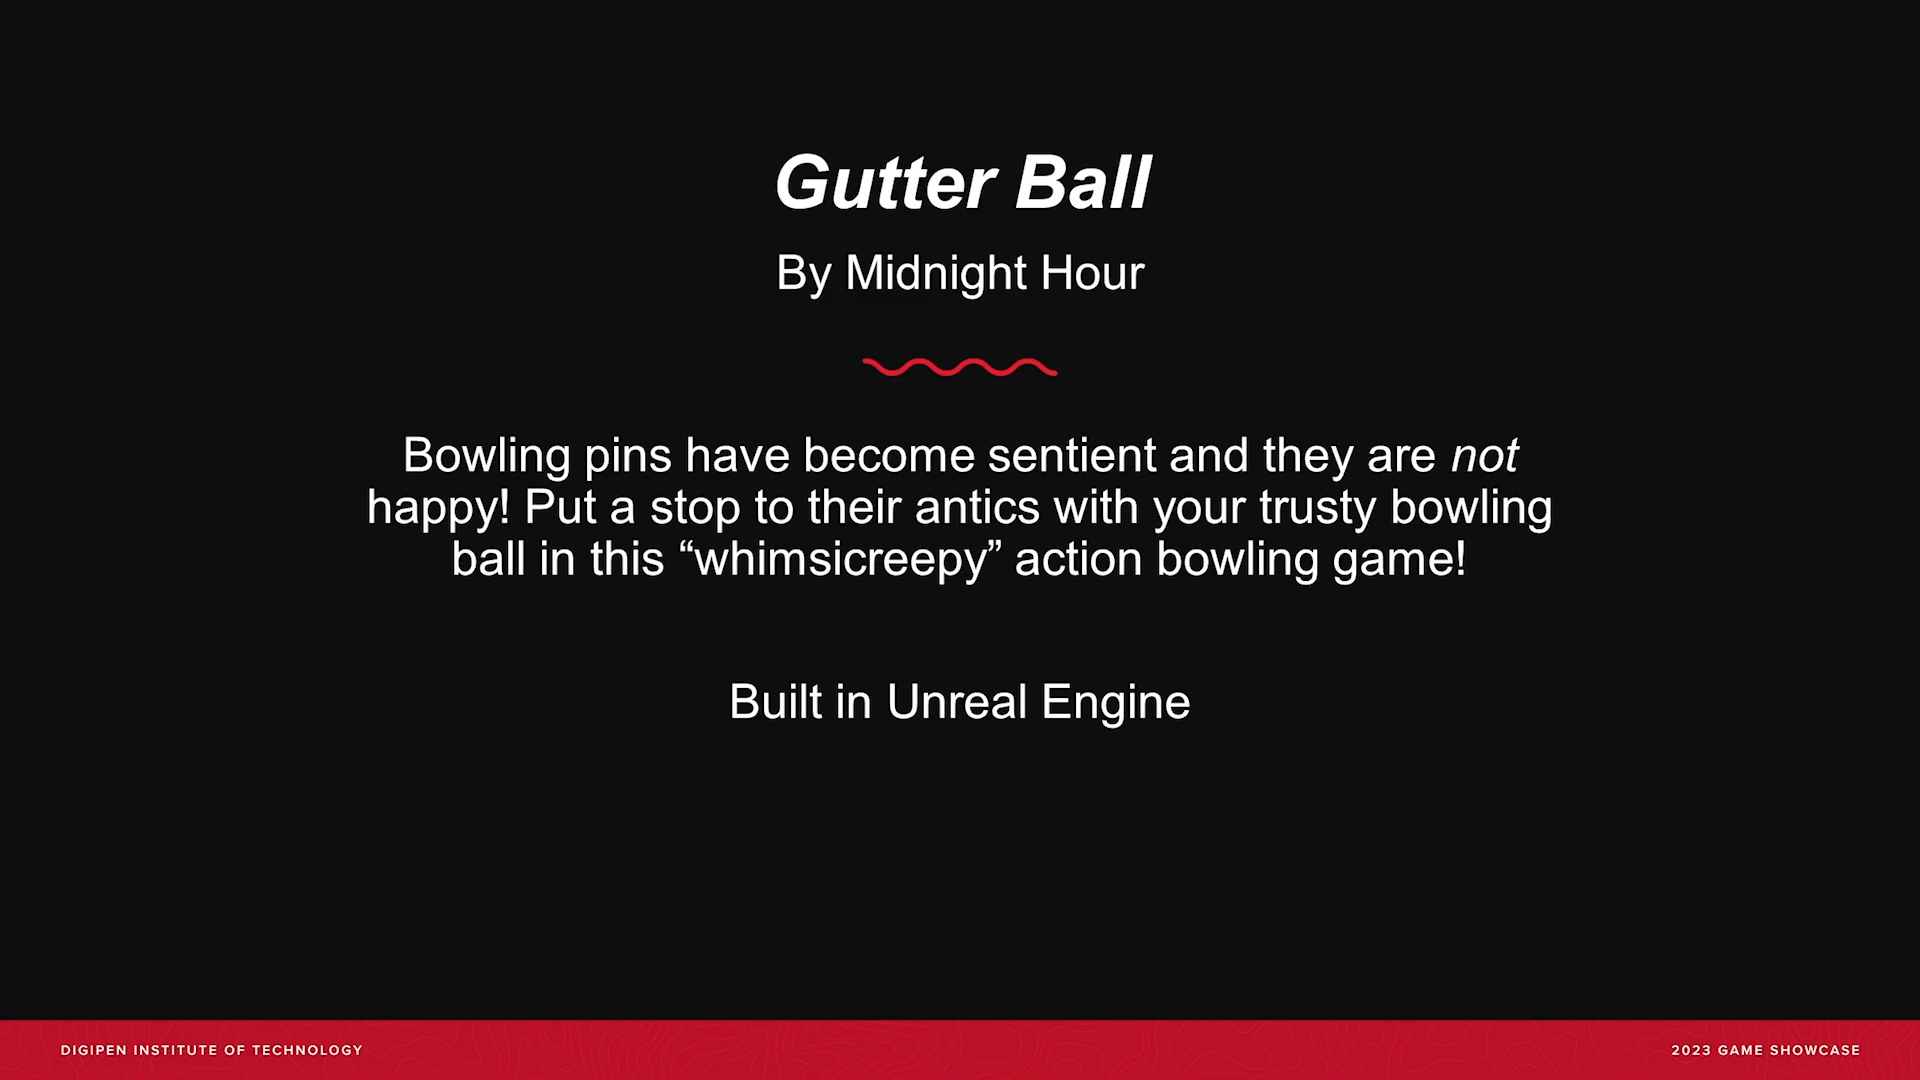 Gutter Ball
By Midnight Hour
Bowling pins have become sentient and they are not
happy! Put a stop to their antics with your trusty bowling
ball in this “whimsicreepy” action bowling game!
Built in Unreal Engine
DIGIPEN INSTITUTE OF TECHNOLOGY
2023 GAME SHOWCASE